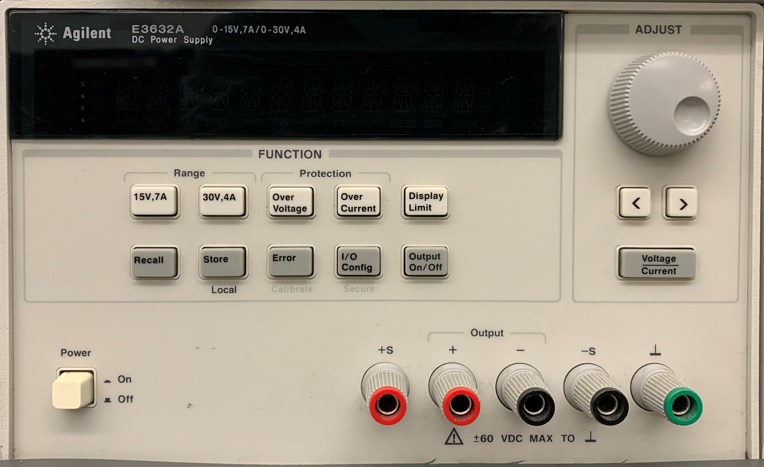 Agilent E3632A 0-15V,7A/0-30V,4A
DC Power Supply
ADJUST
FUNCTION
Range Protection
15V,7A 30V,4A Over Voltage Over Current Display Limit
< >
Recall Store Error I/O Config Output On/Off
Voltage
Current
Local Calibrate Secure
Output
Power
+S + - -S
On
Off
±60 VDC MAX TO